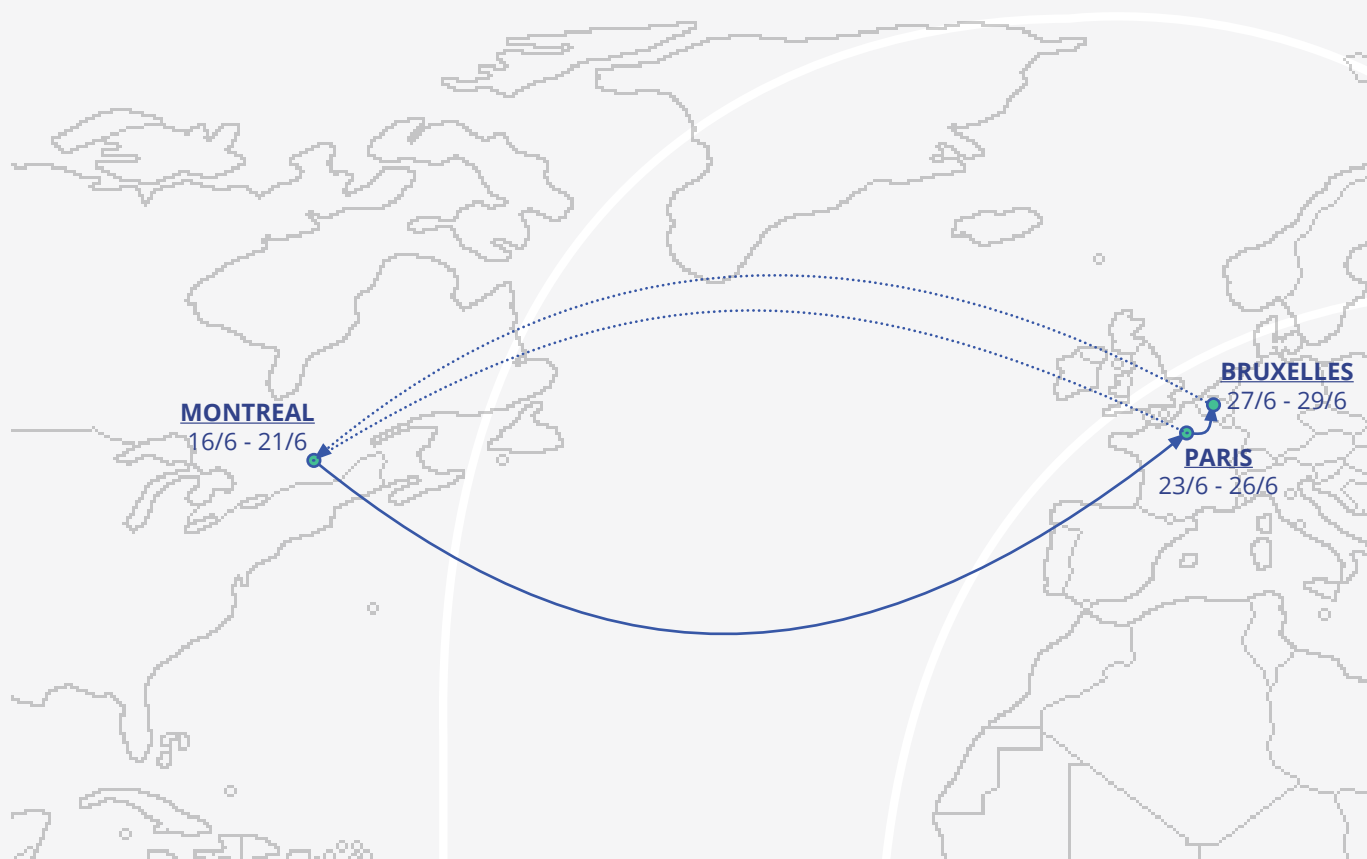 MONTREAL
16/6 - 21/6
BRUXELLES
27/6 - 29/6
PARIS
23/6 - 26/6